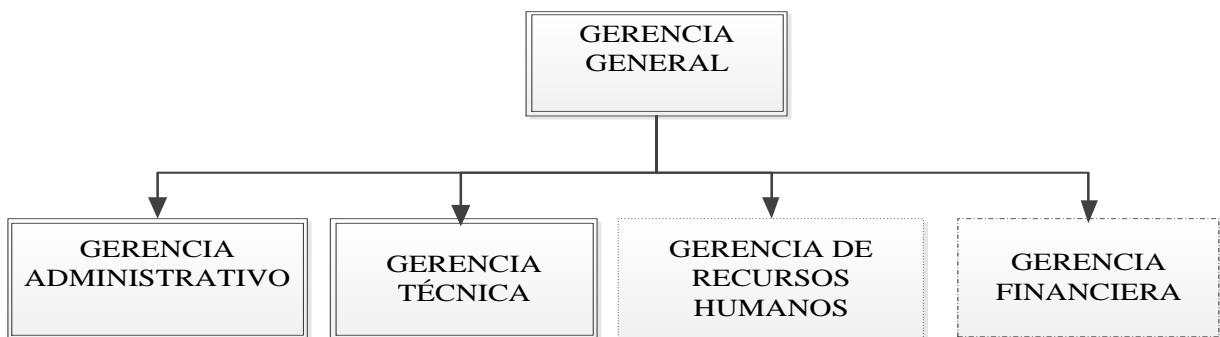 GERENCIA
GENERAL
GERENCIA
ADMINISTRATIVO
GERENCIA
TÉCNICA
GERENCIA DE
RECURSOS
HUMANOS
GERENCIA
FINANCIERA